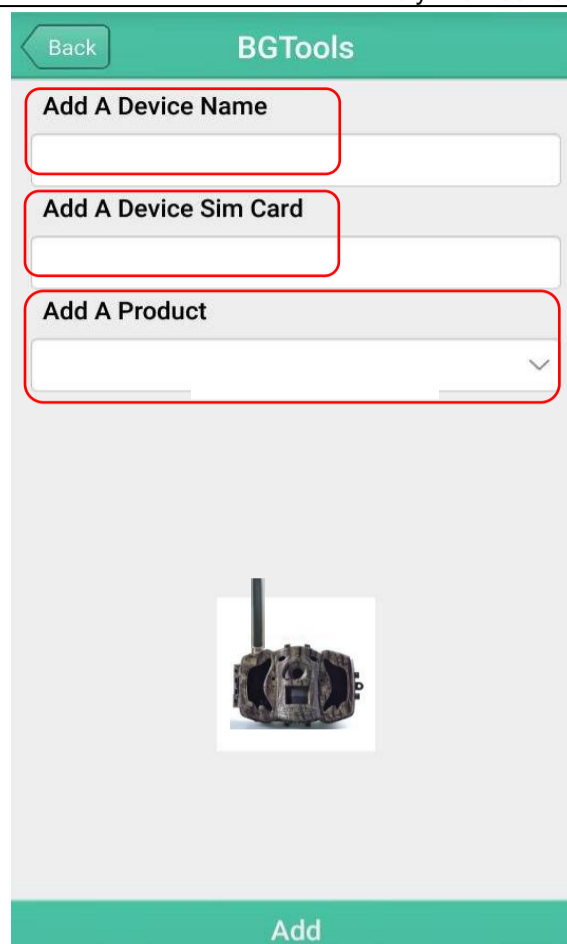 Back
BGTools
Add A Device Name
Add A Device Sim Card
Add A Product
Add